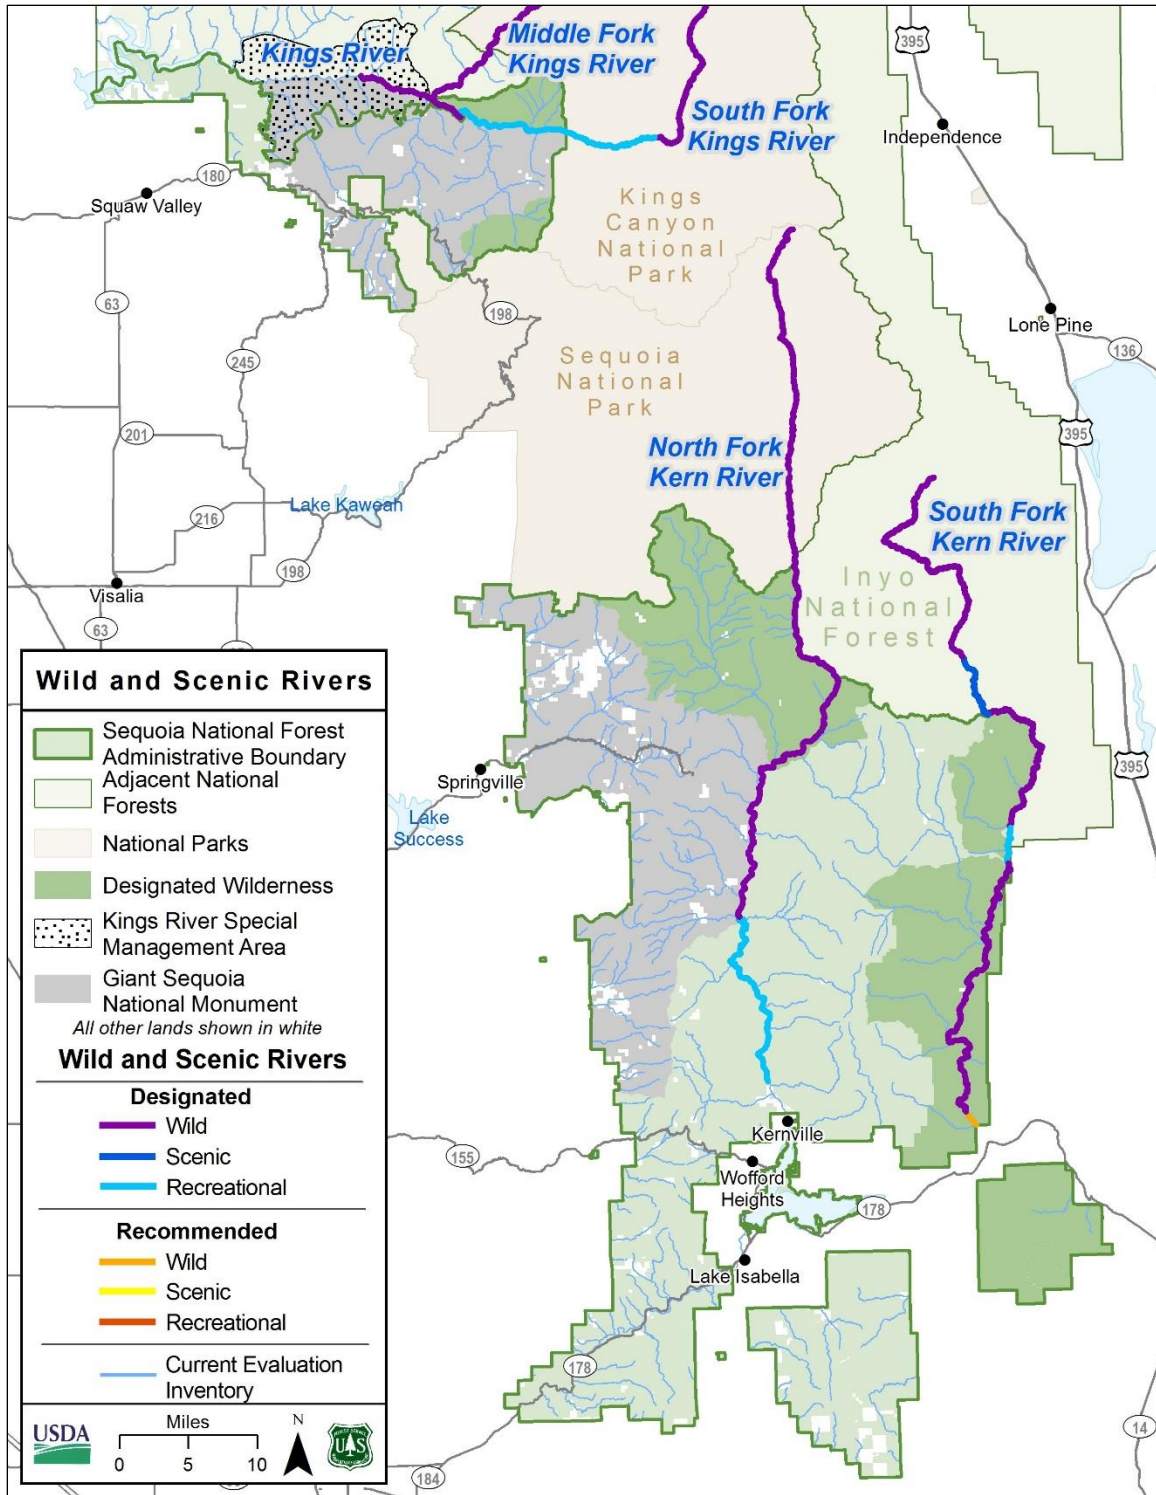 395
Middle Fork
Kings River
Kings River
South Fork
Kings River
Independence
180
Squaw Valley
Kings
Canyon
National
Park
63
198
Lone Pine
136
245
Sequoia
National
Park
201
395
North Fork
Kern River
Lake Kaweah
216
South Fork
Kern River
198
Visalia
Inyo
National
Forest
63
Springville
395
Lake
Success
Kernville
155
Wofford
Heights
178
Lake Isabella
178
14
184
Wild and Scenic Rivers
Sequoia National Forest
Administrative Boundary
Adjacent National
Forests
National Parks
Designated Wilderness
Kings River Special
Management Area
Giant Sequoia
National Monument
All other lands shown in white
Wild and Scenic Rivers
Designated
Wild
Scenic
Recreational
Recommended
Wild
Scenic
Recreational
Current Evaluation
Inventory
USDA
Miles
0 5 10
N
U S